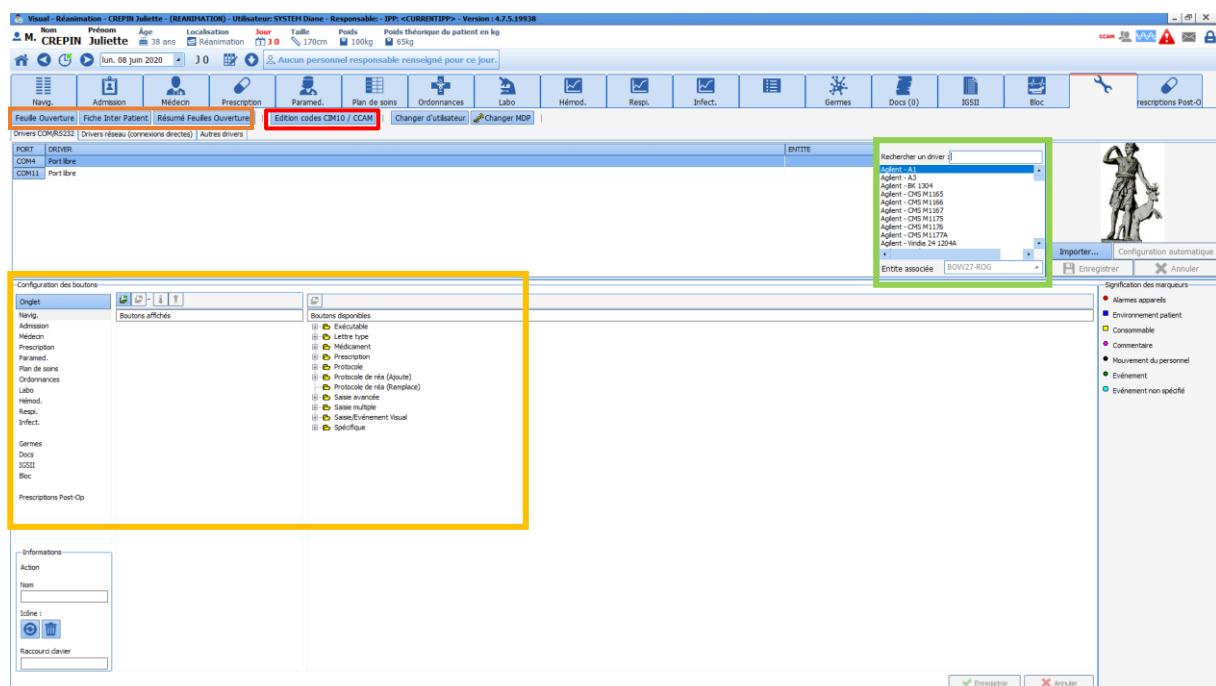 Visual - Réanimation - CREPIN Juliette - (REANIMATION) - Utilisateur: SYSTEM Diane - Responsable: - IPP: <CURRENTIPP> - Version : 4.7.5.19938
Nom Prénom Âge Localisation Jour Taille Poids Poids théorique du patient en kg
M. CREPIN Juliette 38 ans Réanimation J 0 170cm 100kg 65kg
CCAM
lun. 08 juin 2020 J 0 Aucun personnel responsable renseigné pour ce jour.
Navig. Admission Médecin Prescription Paramed. Plan de soins Ordonnances Labo Hémod. Respi. Infect. Germes Docs (0) IGSII Bloc rescriptions Post-O
Feuille Ouverture Fiche Inter Patient Résumé Feuilles Ouverture Edition codes CIM10 / CCAM Changer d'utilisateur Changer MDP
Drivers COM/RS232 Drivers réseau (connexions directes) Autres drivers
PORT DRIVER ENTITE
COM4 Port libre
COM11 Port libre
Rechercher un driver :
Agilent - A1
Agilent - A3
Agilent - BK 1304
Agilent - CMS M1165
Agilent - CMS M1166
Agilent - CMS M1167
Agilent - CMS M1175
Agilent - CMS M1176
Agilent - CMS M1177A
Agilent - Viridia 24 1204A
Entite associée BOW27-ROG
Importer... Configuration automatique
Enregistrer Annuler
Configuration des boutons
Onglet
Navig.
Admission
Médecin
Prescription
Paramed.
Plan de soins
Ordonnances
Labo
Hémod.
Respi.
Infect.
Germes
Docs
IGSII
Bloc
Prescriptions Post-Op
Boutons affichés
Boutons disponibles
Exécutable
Lettre type
Médicament
Prescription
Protocole
Protocole de réa (Ajoute)
Protocole de réa (Remplace)
Saisie avancée
Saisie multiple
Saisie/Evénement Visual
Spécifique
Signification des marqueurs
Alarmes appareils
Environnement patient
Consommable
Commentaire
Mouvement du personnel
Evénement
Evénement non spécifié
Informations
Action
Nom
Icône :
Raccourci clavier
Enregistrer Annuler